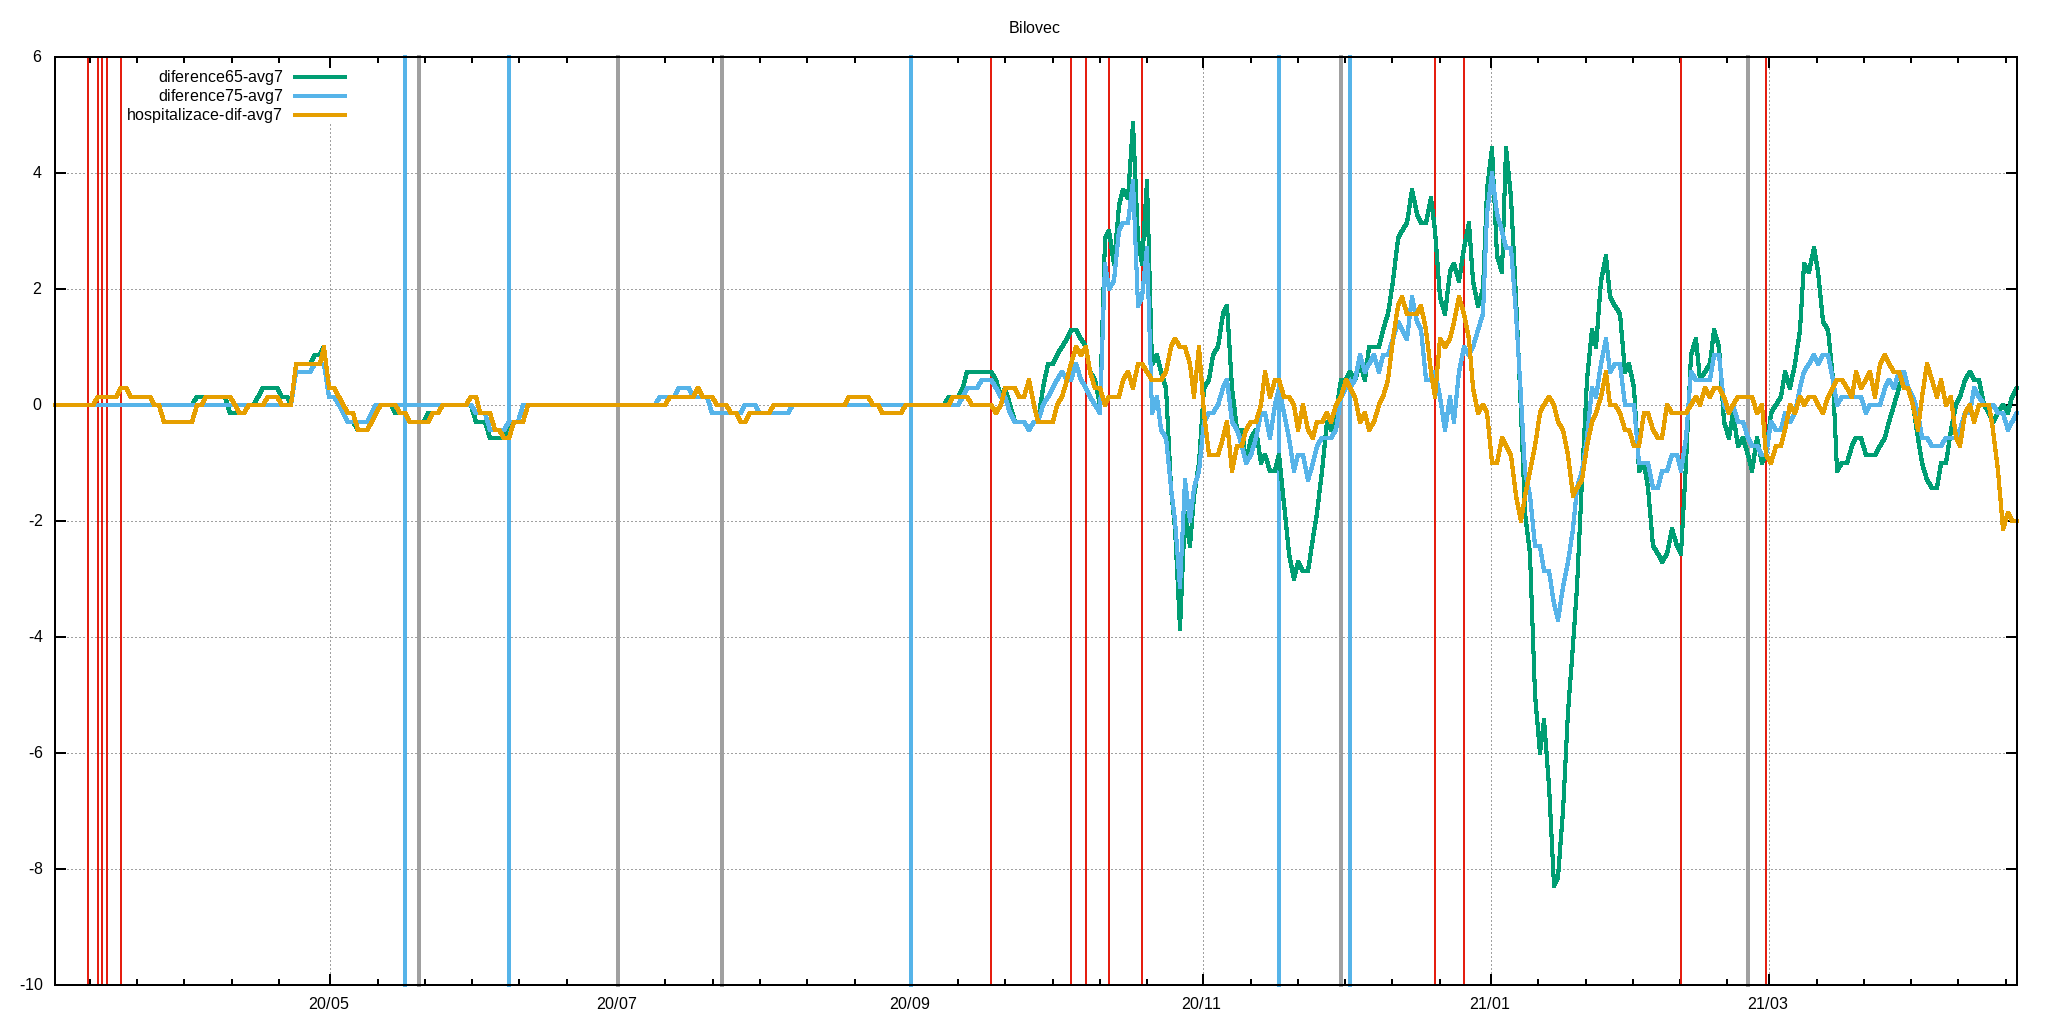 Bilovec
6
diference65-avg7
diference75-avg7
hospitalizace-dif-avg7
4
2
0
-2
-4
-6
-8
-10
20/05 20/07 20/09 20/11 21/01 21/03